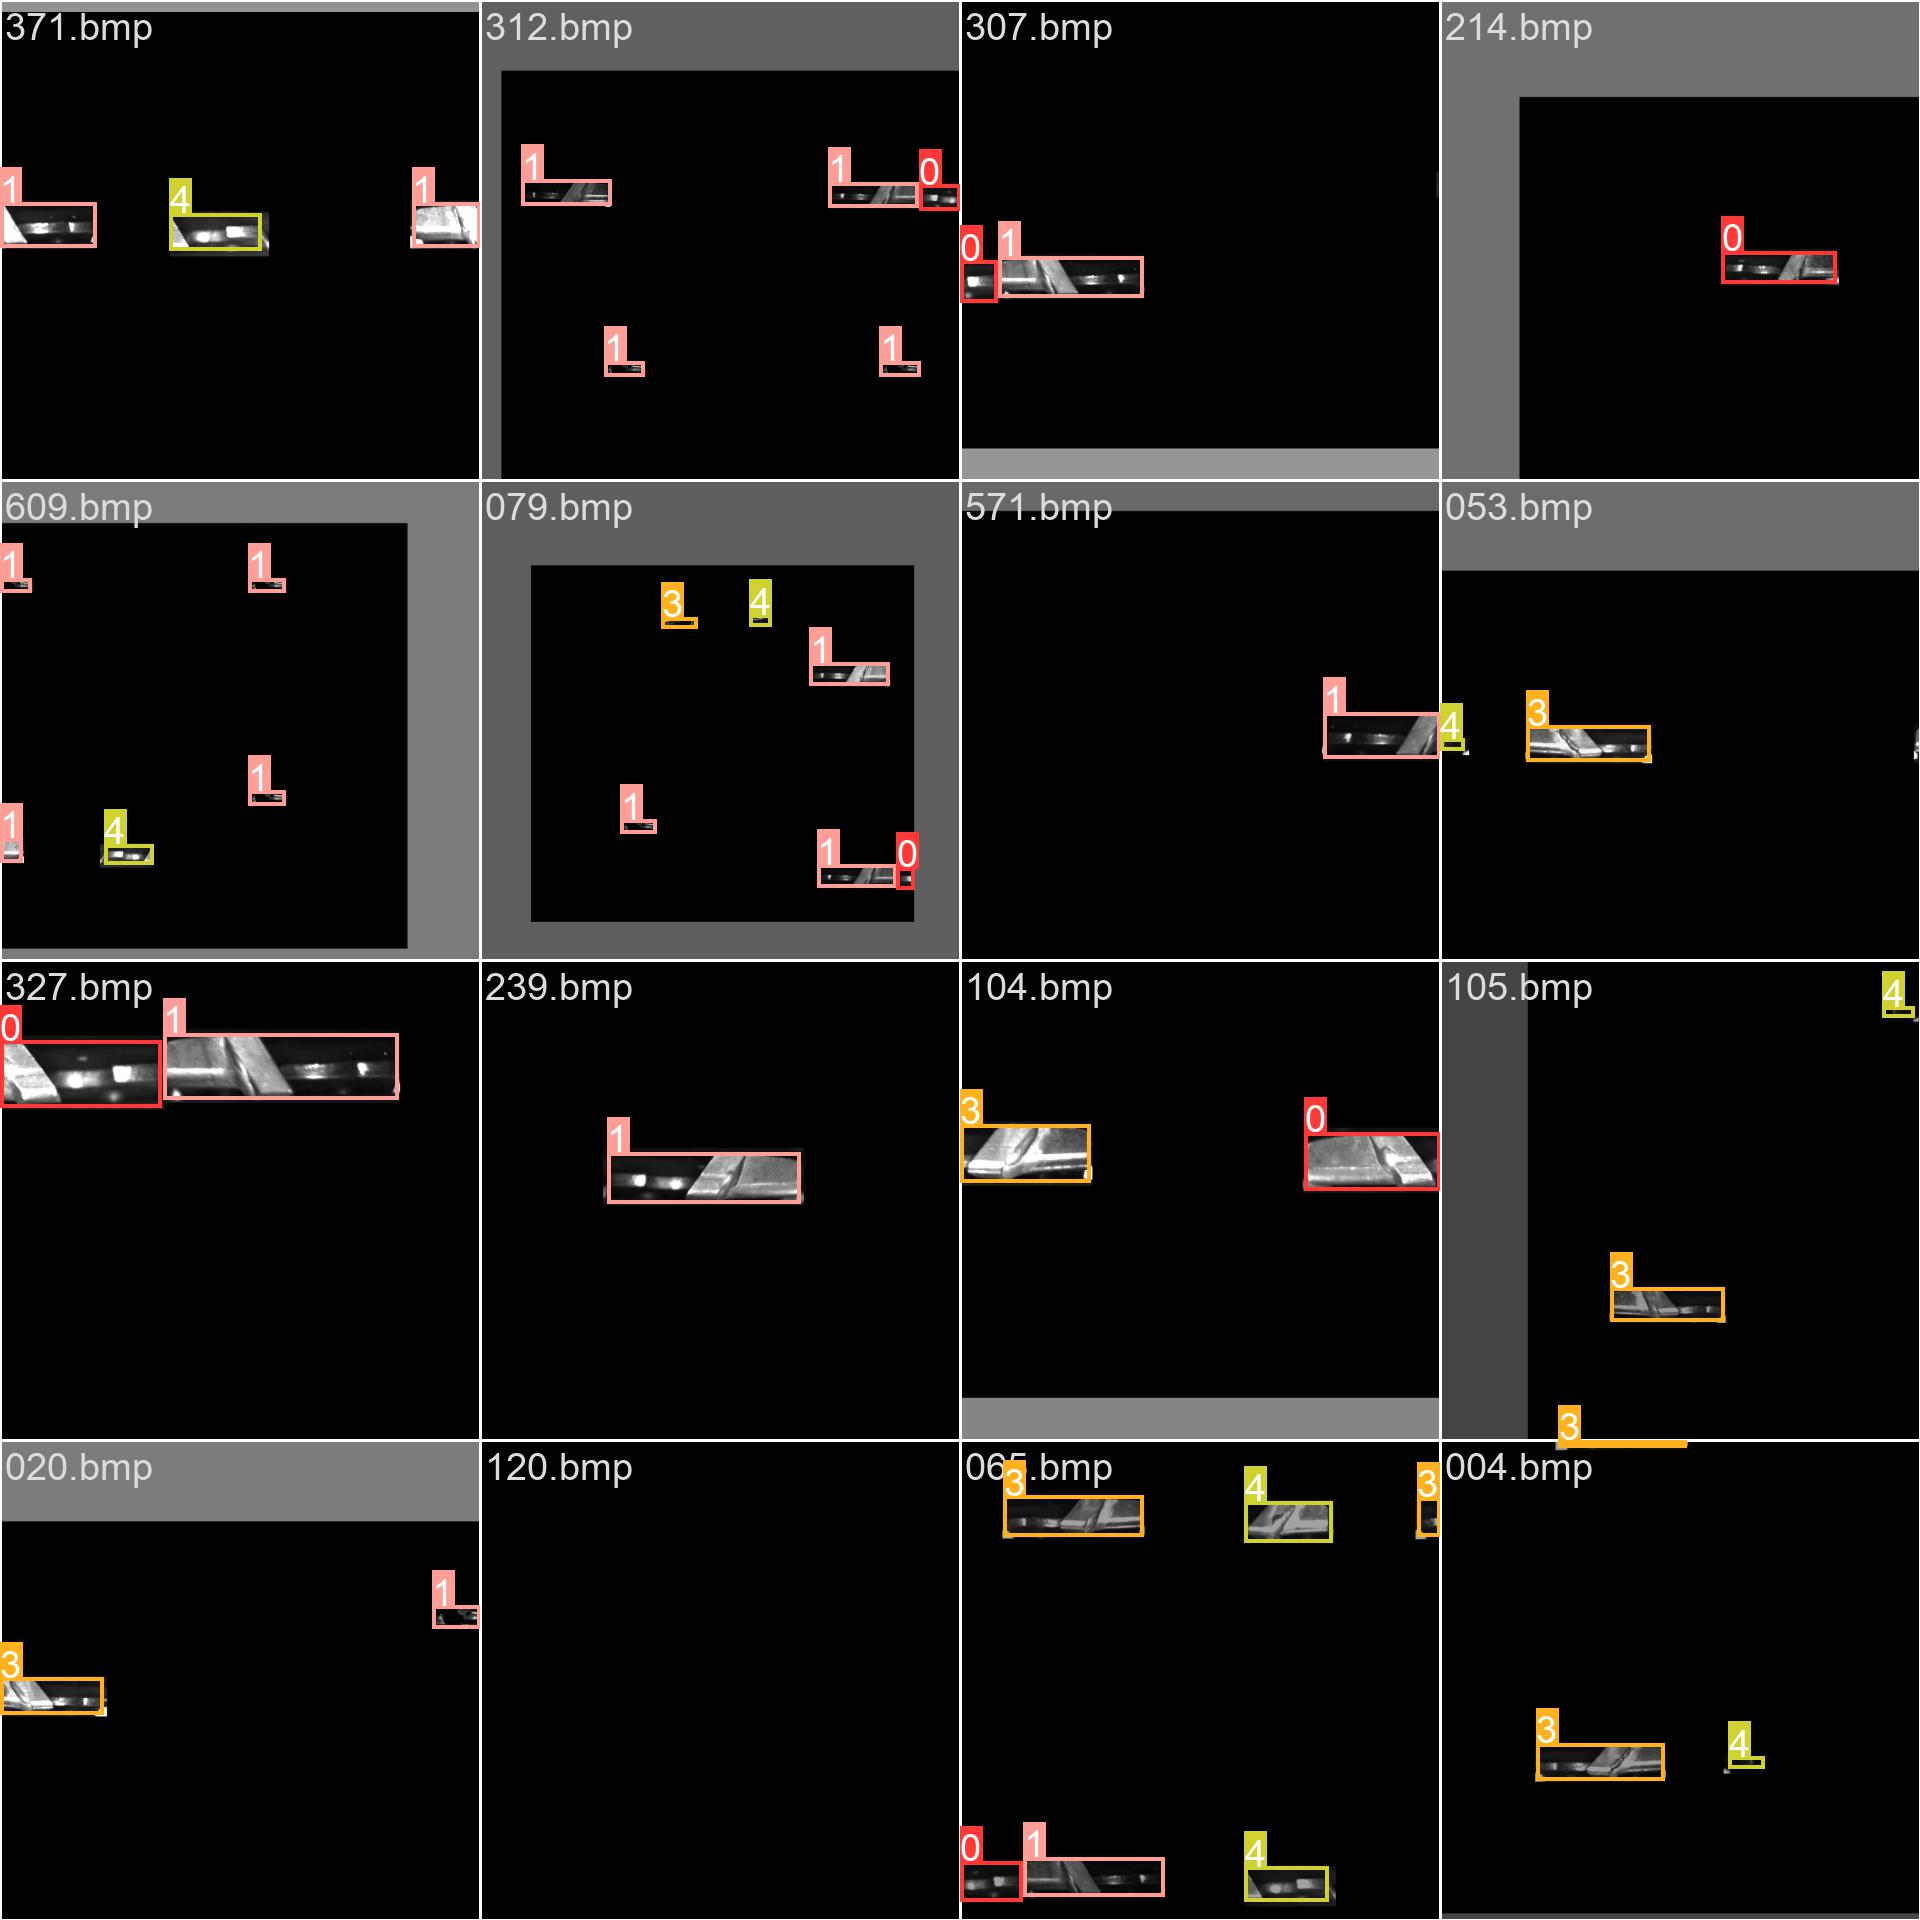 371.bmp 312.bmp 307.bmp 214.bmp
1 4 1 1 1 0 0 1 0
1 1
609.bmp 079.bmp 571.bmp 053.bmp
1 1 3 4 1 1 4 3
1 1 4 1 1 0
327.bmp 239.bmp 104.bmp 105.bmp
0 1 1 3 0 4
3
3
020.bmp 120.bmp 065.bmp 004.bmp
3 4 3
1
3 3 4
0 1 4